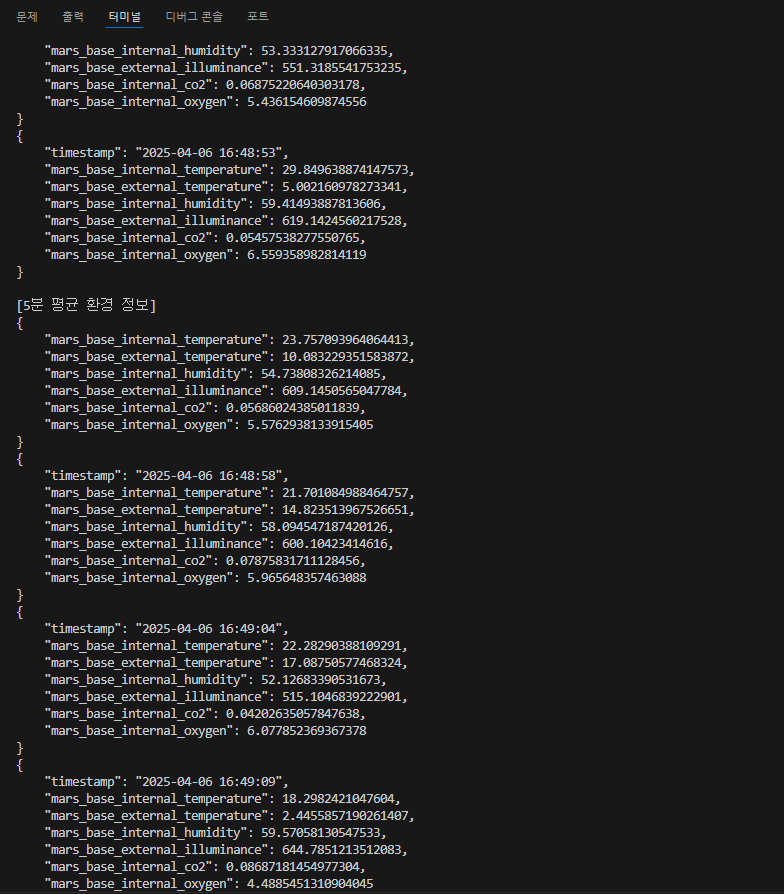 문제 출력 터미널 디버그 콘솔 포트
    "mars_base_internal_humidity": 53.333127917066335,
    "mars_base_external_illuminance": 551.3185541753235,
    "mars_base_internal_co2": 0.06875220640303178,
    "mars_base_internal_oxygen": 5.436154609874556
}
{
    "timestamp": "2025-04-06 16:48:53",
    "mars_base_internal_temperature": 29.849638874147573,
    "mars_base_external_temperature": 5.002160978273341,
    "mars_base_internal_humidity": 59.41493887813606,
    "mars_base_external_illuminance": 619.1424560217528,
    "mars_base_internal_co2": 0.05457538277550765,
    "mars_base_internal_oxygen": 6.559358982814119
}
[5분 평균 환경 정보]
{
    "mars_base_internal_temperature": 23.757093964064413,
    "mars_base_external_temperature": 10.083229351583872,
    "mars_base_internal_humidity": 54.73808326214085,
    "mars_base_external_illuminance": 609.1450565047784,
    "mars_base_internal_co2": 0.05686024385011839,
    "mars_base_internal_oxygen": 5.5762938133915405
}
{
    "timestamp": "2025-04-06 16:48:58",
    "mars_base_internal_temperature": 21.701084988464757,
    "mars_base_external_temperature": 14.823513967526651,
    "mars_base_internal_humidity": 58.094547187420126,
    "mars_base_external_illuminance": 600.10423414616,
    "mars_base_internal_co2": 0.07875831711128456,
    "mars_base_internal_oxygen": 5.965648357463088
}
{
    "timestamp": "2025-04-06 16:49:04",
    "mars_base_internal_temperature": 22.28290388109291,
    "mars_base_external_temperature": 17.08750577468324,
    "mars_base_internal_humidity": 52.12683390531673,
    "mars_base_external_illuminance": 515.1046839222901,
    "mars_base_internal_co2": 0.04202635057847638,
    "mars_base_internal_oxygen": 6.077852369367378
}
{
    "timestamp": "2025-04-06 16:49:09",
    "mars_base_internal_temperature": 18.2982421047604,
    "mars_base_external_temperature": 2.4455857190261407,
    "mars_base_internal_humidity": 59.57058130547533,
    "mars_base_external_illuminance": 644.7851213512083,
    "mars_base_internal_co2": 0.08687181454977304,
    "mars_base_internal_oxygen": 4.4885451310904045